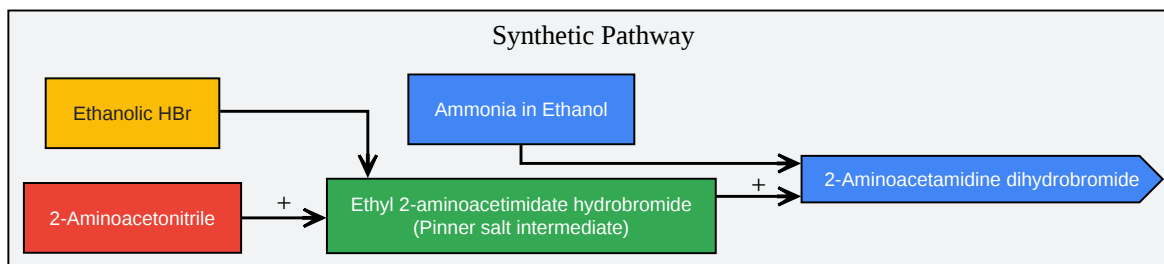 Synthetic Pathway
Ethanolic HBr
Ammonia in Ethanol
2-Aminoacetonitrile
+
Ethyl 2-aminoacetimidate hydrobromide
(Pinner salt intermediate)
+
2-Aminoacetamidine dihydrobromide